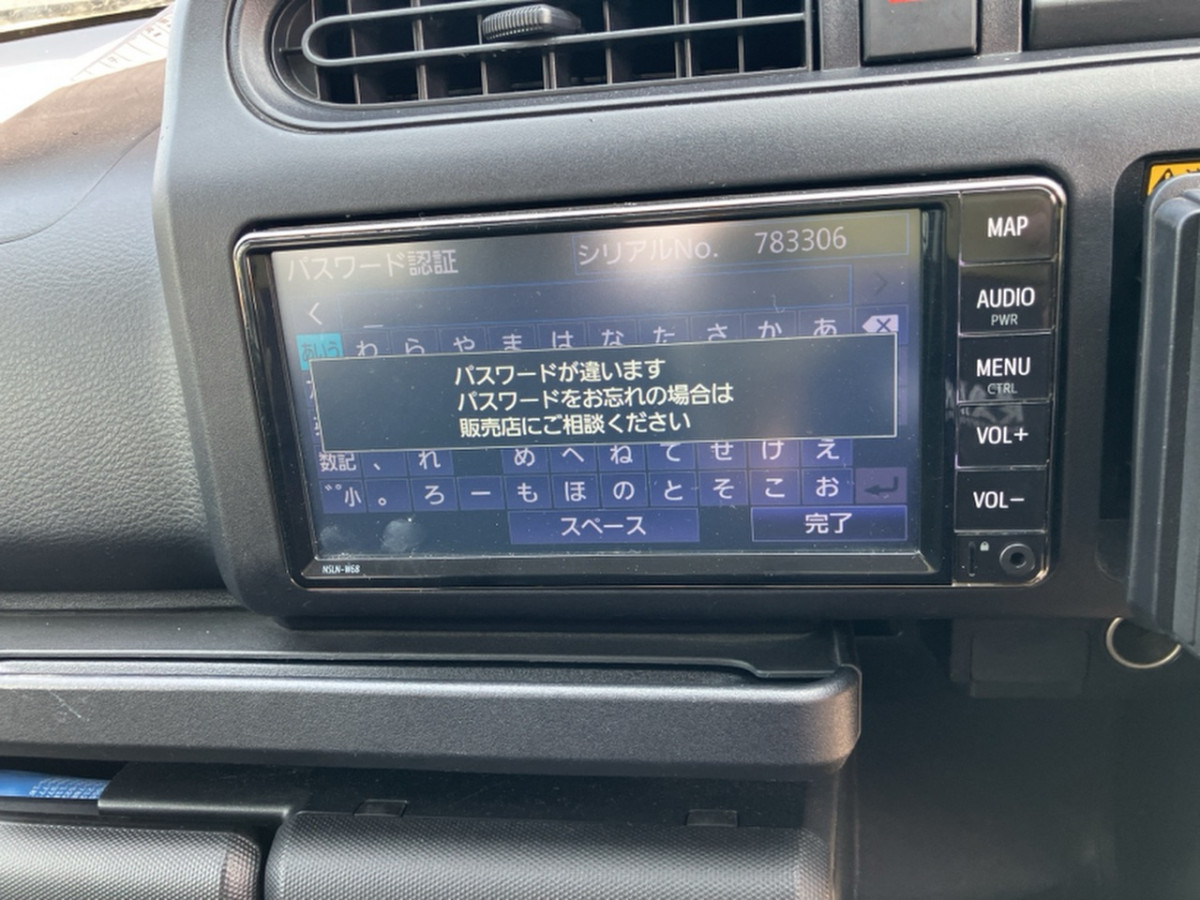 MAP
パスワード認証 シリアルNo. 783306
AUDIO
PWR
あいう わ ら や ま は な た さ か あ
パスワードが違います
パスワードをお忘れの場合は
販売店にご相談ください
MENU
CTRL
VOL+
数記 、 れ め へ ね て せ け え
゛゜小 。 ろ ー も ほ の と そ こ お
VOL-
スペース 完了
NSLN-W68